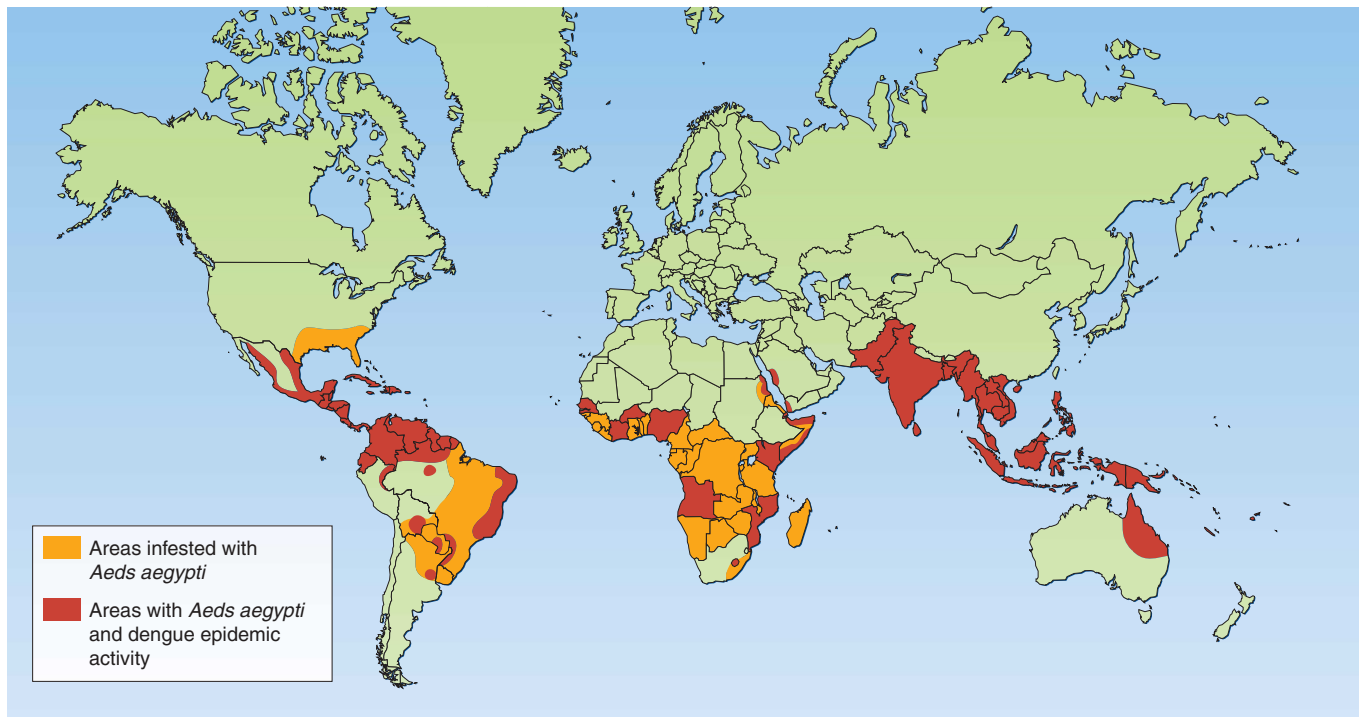 Areas infested with
Aeds aegypti
Areas with Aeds aegypti
and dengue epidemic
activity